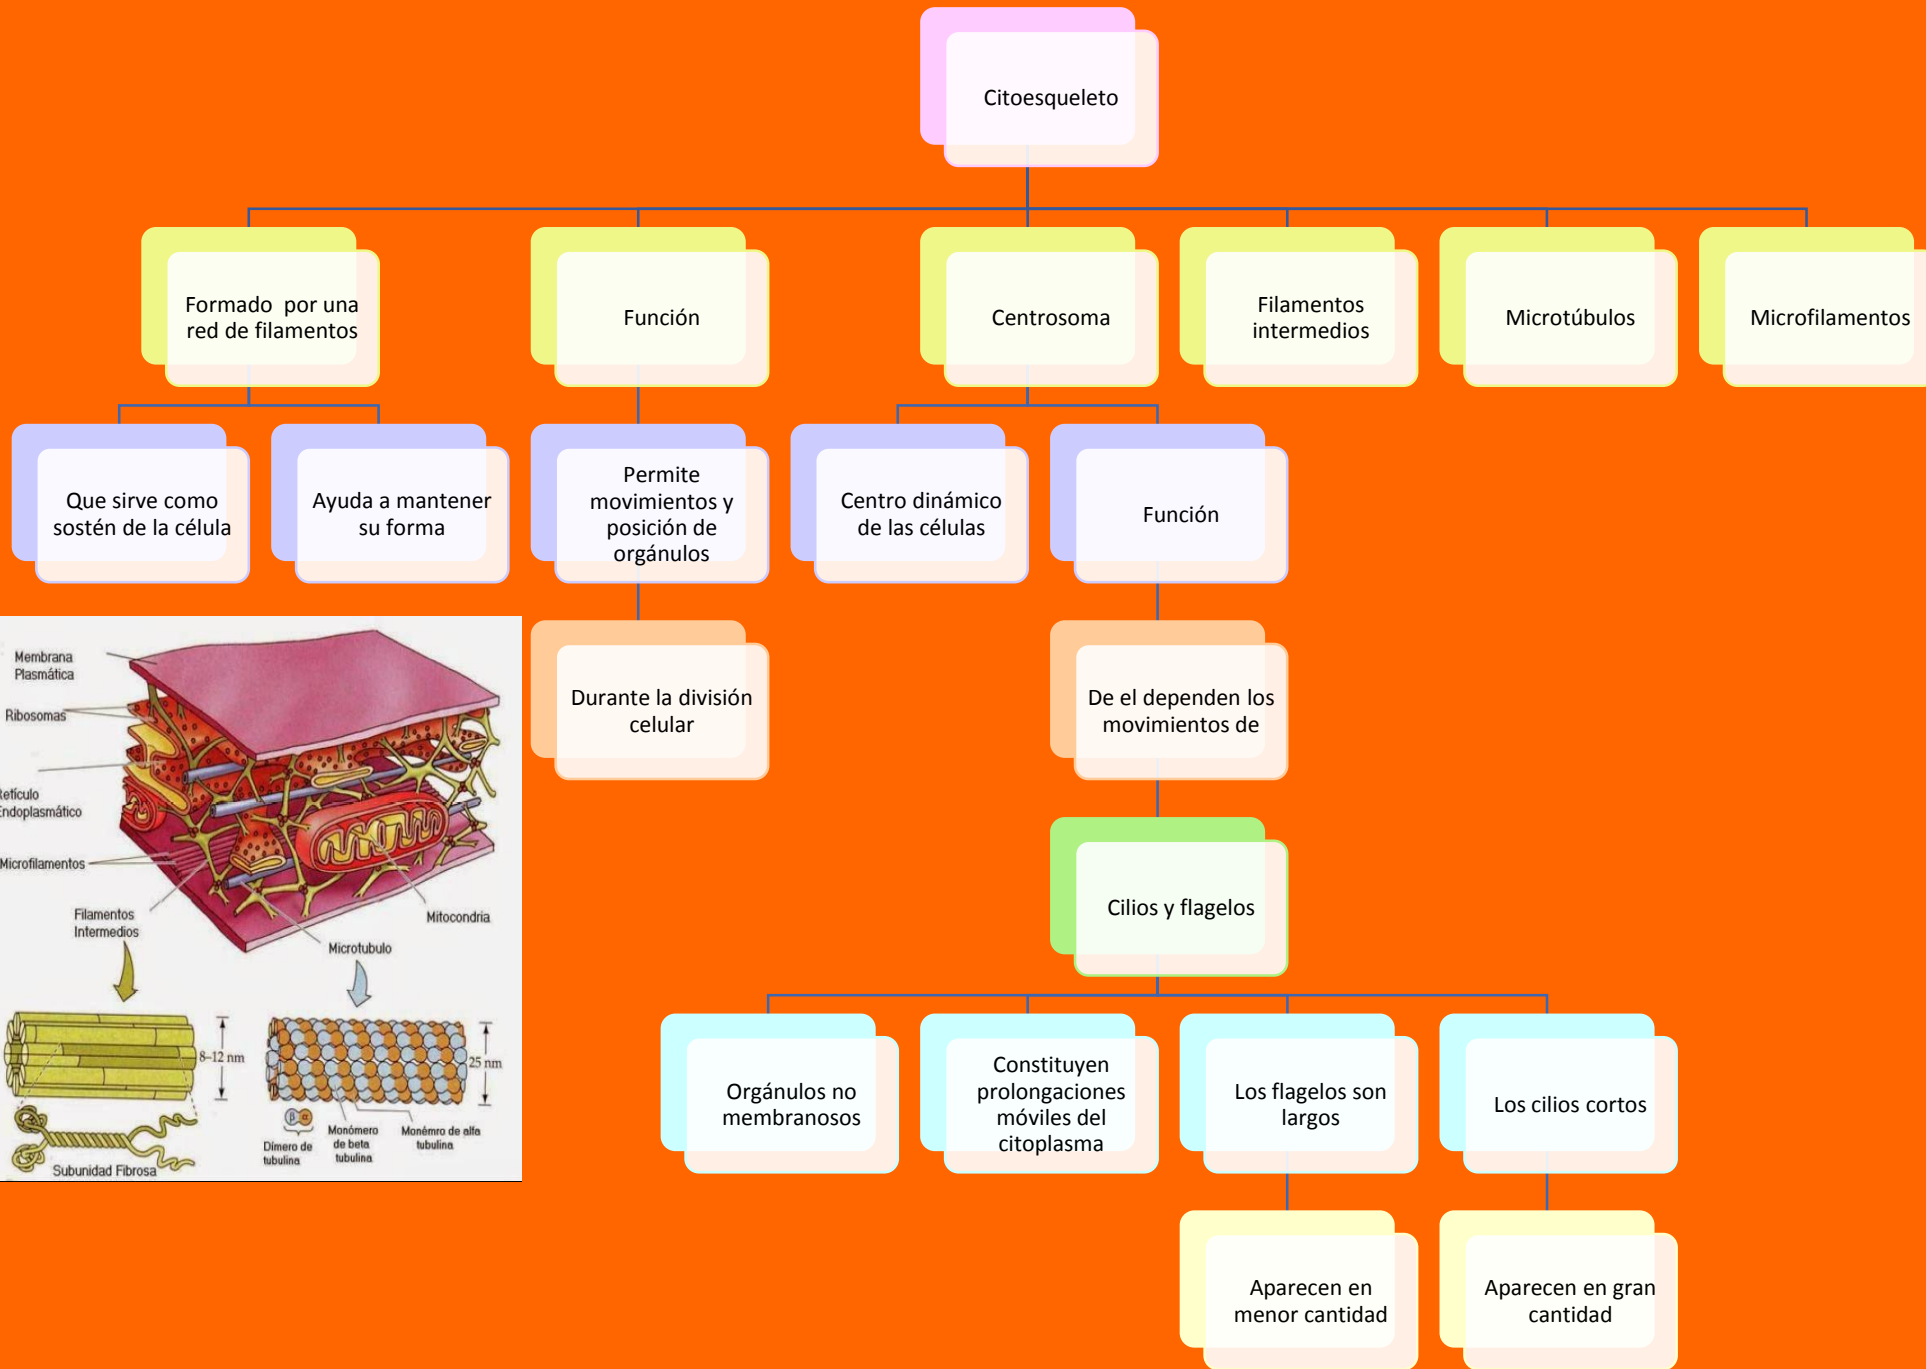 Citoesqueleto
Formado por una
red de filamentos
Función
Centrosoma
Filamentos
intermedios
Microtúbulos
Microfilamentos
Que sirve como
sostén de la célula
Ayuda a mantener
su forma
Permite
movimientos y
posición de
orgánulos
Centro dinámico
de las células
Función
Durante la división
celular
De el dependen los
movimientos de
Cilios y flagelos
Orgánulos no
membranosos
Constituyen
prolongaciones
móviles del
citoplasma
Los flagelos son
largos
Los cilios cortos
Aparecen en
menor cantidad
Aparecen en gran
cantidad
Membrana
Plasmática
Ribosomas
Retículo
Endoplasmático
Microfilamentos
Filamentos
Intermedios
Mitocondria
Microtubulo
8–12 nm
25 nm
β α
Dímero de
tubulina
Monómero
de beta
tubulina
Monémro de alfa
tubulina
Subunidad Fibrosa